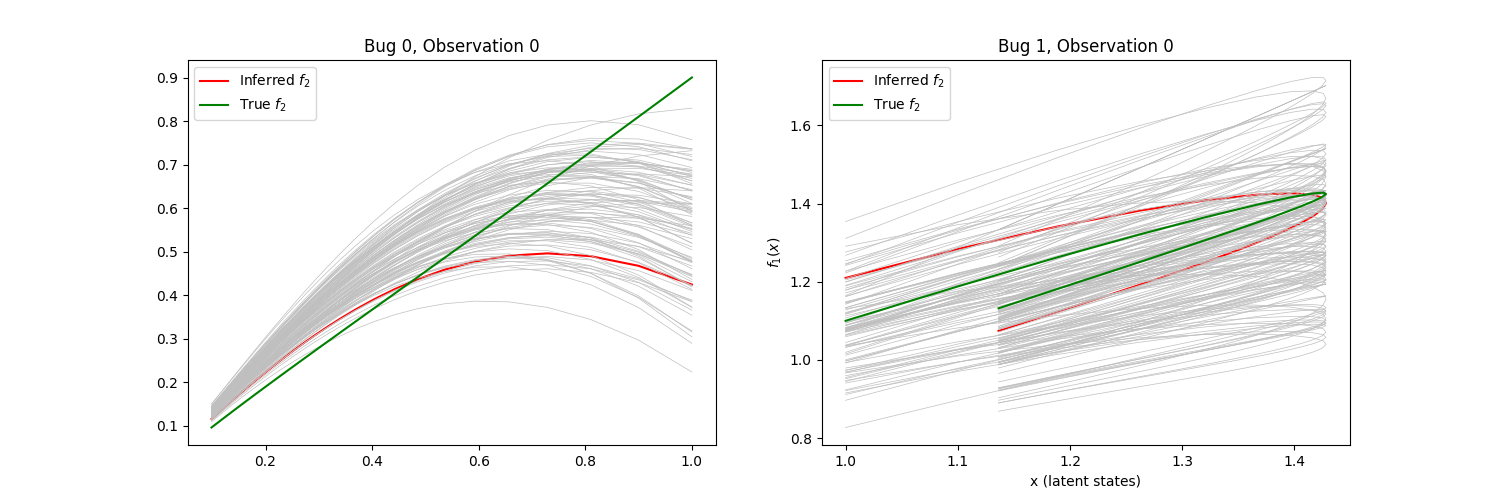 Bug 0, Observation 0
Inferred f₂
True f₂
0.9
0.8
0.7
0.6
0.5
0.4
0.3
0.2
0.1
0.2 0.4 0.6 0.8 1.0
Bug 1, Observation 0
Inferred f₂
True f₂
f₁(x)
1.6
1.4
1.2
1.0
0.8
1.0 1.1 1.2 1.3 1.4
x (latent states)